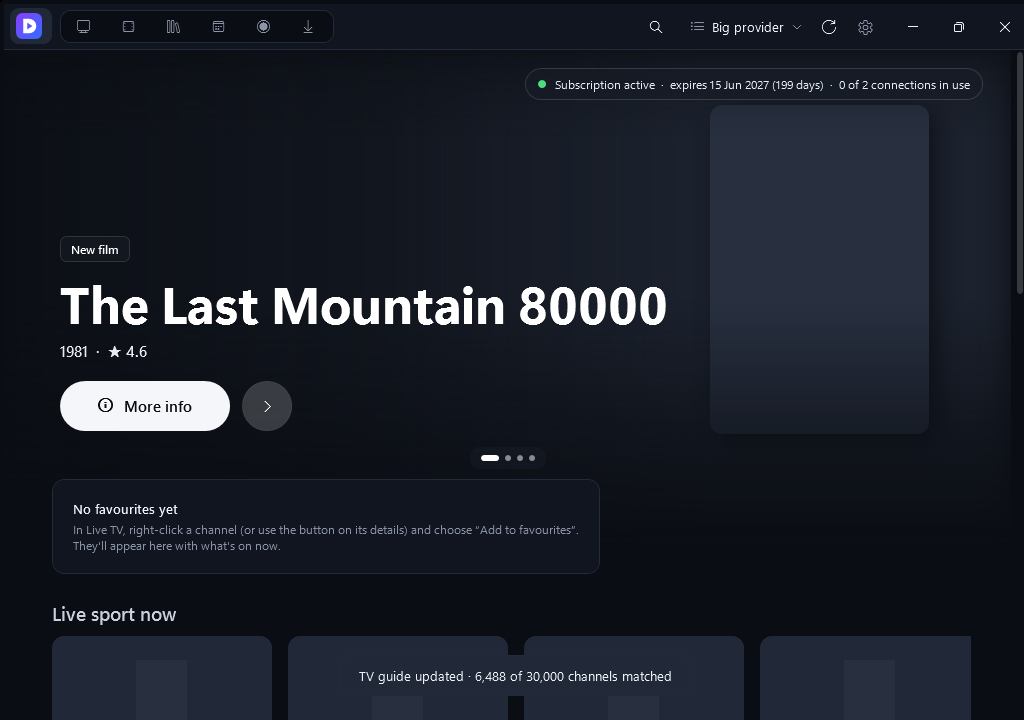 D
Big provider
Subscription active · expires 15 Jun 2027 (199 days) · 0 of 2 connections in use
New film
The Last Mountain 80000
1981 · ★ 4.6
More info
No favourites yet
In Live TV, right-click a channel (or use the button on its details) and choose “Add to favourites”.
They'll appear here with what's on now.
Live sport now
TV guide updated · 6,488 of 30,000 channels matched